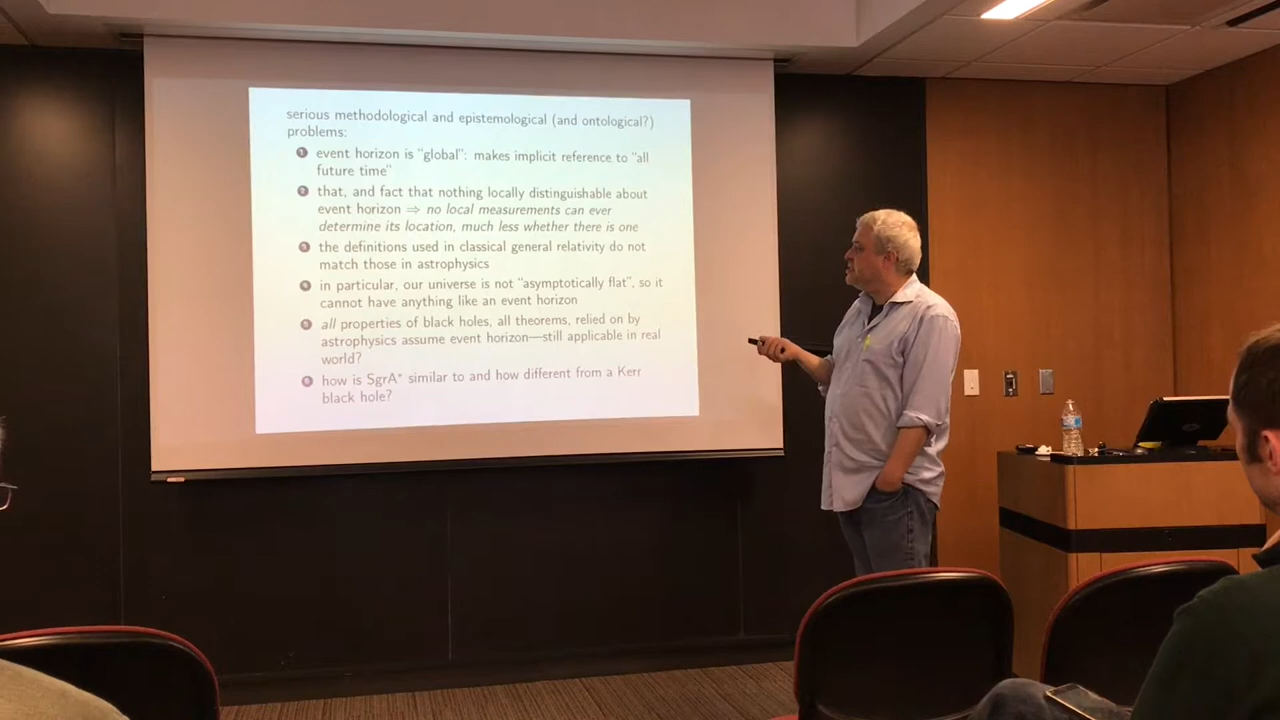 serious methodological and epistemological (and ontological?)
problems:
1 event horizon is "global": makes implicit reference to "all
future time"
2 that, and fact that nothing locally distinguishable about
event horizon ⇒ no local measurements can ever
determine its location, much less whether there is one
3 the definitions used in classical general relativity do not
match those in astrophysics
4 in particular, our universe is not "asymptotically flat", so it
cannot have anything like an event horizon
5 all properties of black holes, all theorems, relied on by
astrophysics assume event horizon—still applicable in real
world?
6 how is SgrA* similar to and how different from a Kerr
black hole?